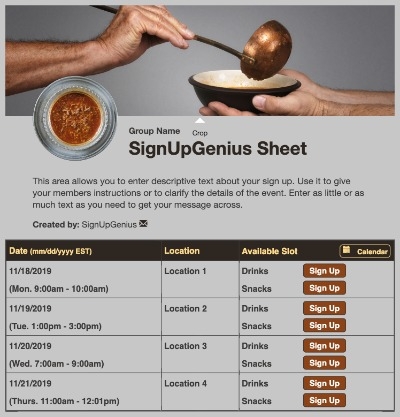 Group Name
Crop
SignUpGenius Sheet
This area allows you to enter descriptive text about your sign up. Use it to give
your members instructions or to clarify the details of the event. Enter as little or as
much text as you need to get your message across.
Created by: SignUpGenius
Date (mm/dd/yyyy EST) Location Available Slot Calendar
11/18/2019 Location 1 Drinks Sign Up
(Mon. 9:00am - 10:00am) Snacks Sign Up
11/19/2019 Location 2 Drinks Sign Up
(Tue. 1:00pm - 3:00pm) Snacks Sign Up
11/20/2019 Location 3 Drinks Sign Up
(Wed. 7:00am - 9:00am) Snacks Sign Up
11/21/2019 Location 4 Drinks Sign Up
(Thurs. 11:00am - 12:01pm) Snacks Sign Up